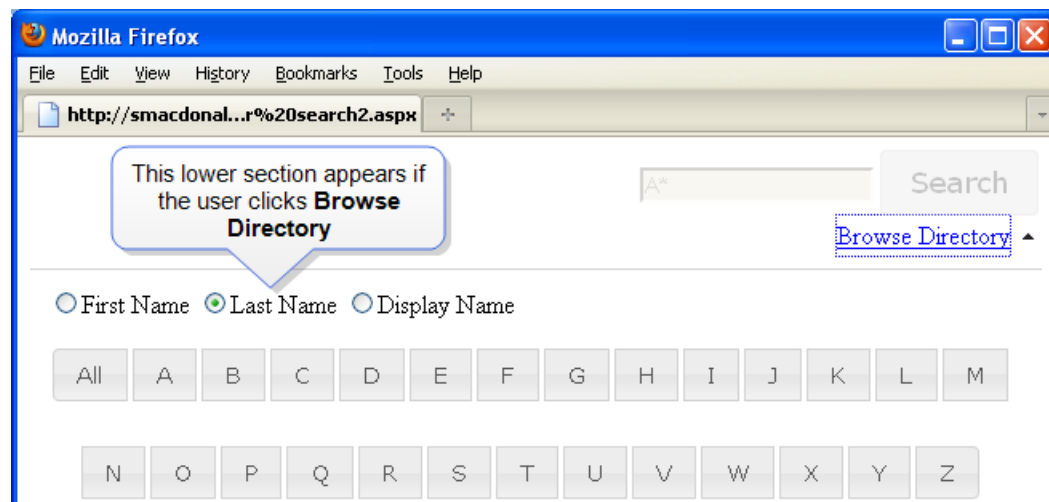 Mozilla Firefox
File Edit View History Bookmarks Tools Help
http://smacdonal...r%20search2.aspx
This lower section appears if
the user clicks Browse
Directory
A* Search
Browse Directory
First Name Last Name Display Name
All A B C D E F G H I J K L M
N O P Q R S T U V W X Y Z